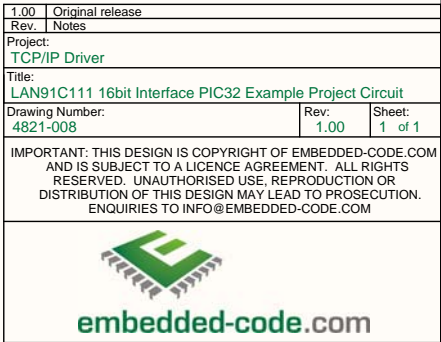 1.00 Original release
Rev. Notes
Project:
TCP/IP Driver
Title:
LAN91C111 16bit Interface PIC32 Example Project Circuit
Drawing Number: Rev: Sheet:
4821-008 1.00 1 of 1
IMPORTANT: THIS DESIGN IS COPYRIGHT OF EMBEDDED-CODE.COM
AND IS SUBJECT TO A LICENCE AGREEMENT. ALL RIGHTS
RESERVED. UNAUTHORISED USE, REPRODUCTION OR
DISTRIBUTION OF THIS DESIGN MAY LEAD TO PROSECUTION.
ENQUIRIES TO INFO@EMBEDDED-CODE.COM
embedded-code.com